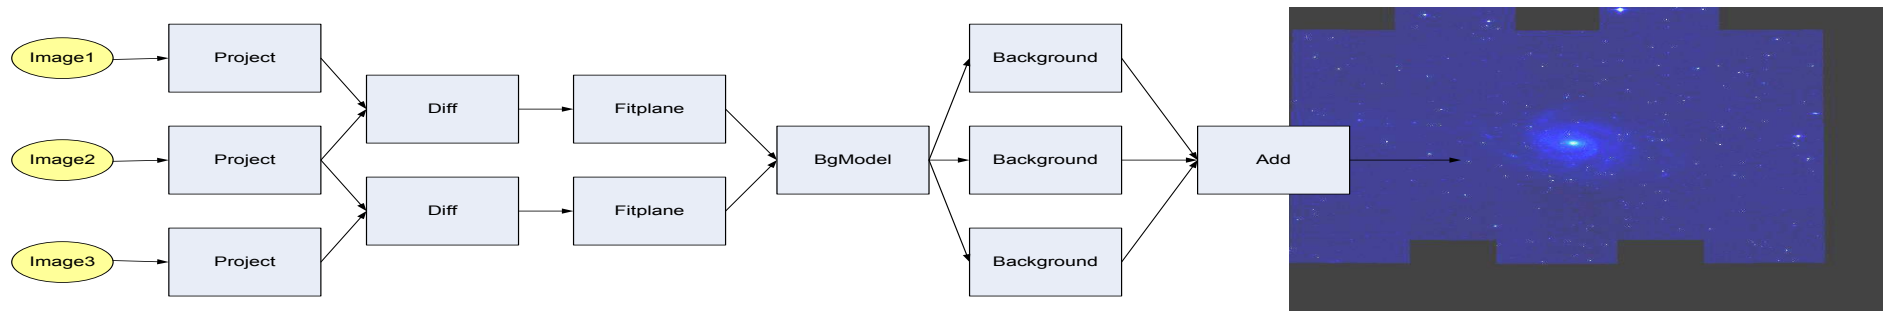 Image1
Project
Background
Diff
Fitplane
Image2
Project
BgModel
Background
Add
Diff
Fitplane
Image3
Project
Background